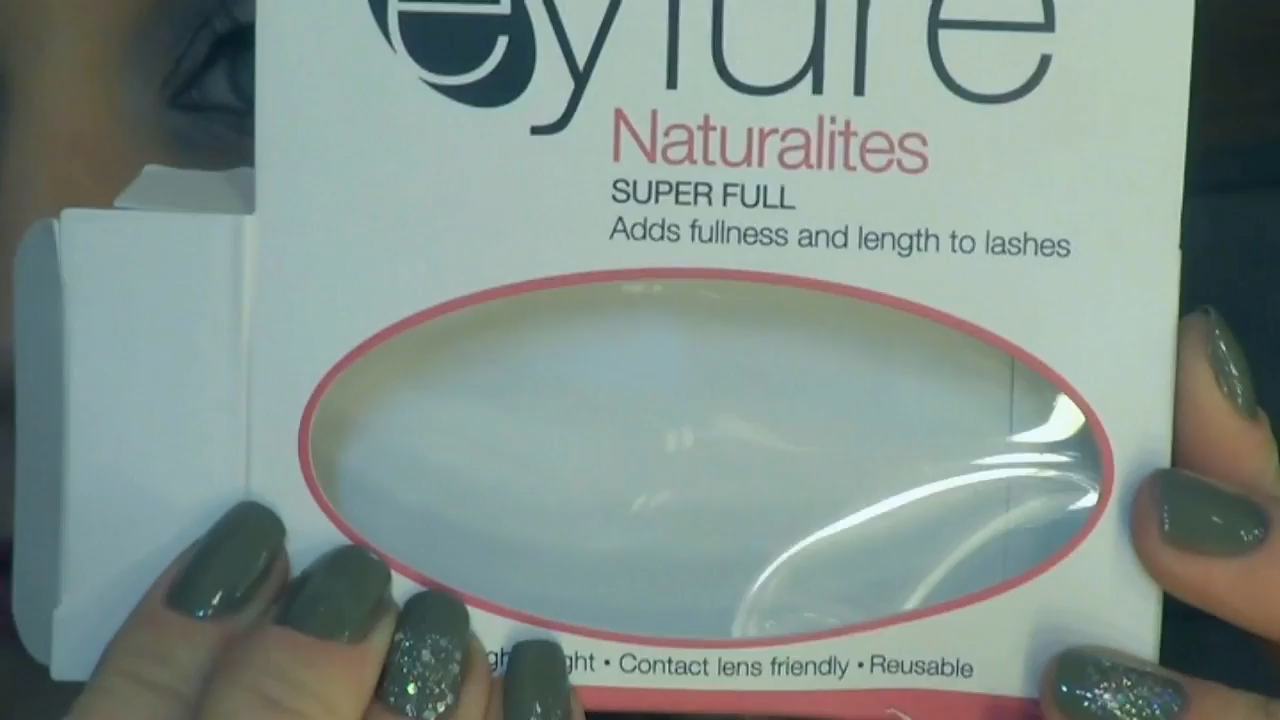 eylure
Naturalites
SUPER FULL
Adds fullness and length to lashes
• Contact lens friendly • Reusable